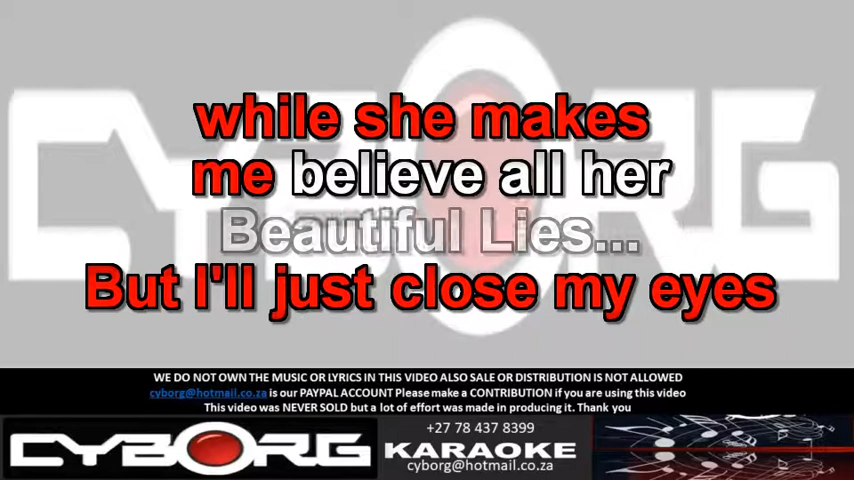 CYBORG
while she makes
me believe all her
Beautiful Lies...
But I'll just close my eyes
WE DO NOT OWN THE MUSIC OR LYRICS IN THIS VIDEO ALSO SALE OR DISTRIBUTION IS NOT ALLOWED
cyborg@hotmail.co.za is our PAYPAL ACCOUNT Please make a CONTRIBUTION if you are using this video
This video was NEVER SOLD but a lot of effort was made in producing it. Thank you
CYBORG
+27 78 437 8399
KARAOKE
cyborg@hotmail.co.za